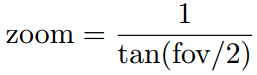 zoom = 1 / tan(fov/2)